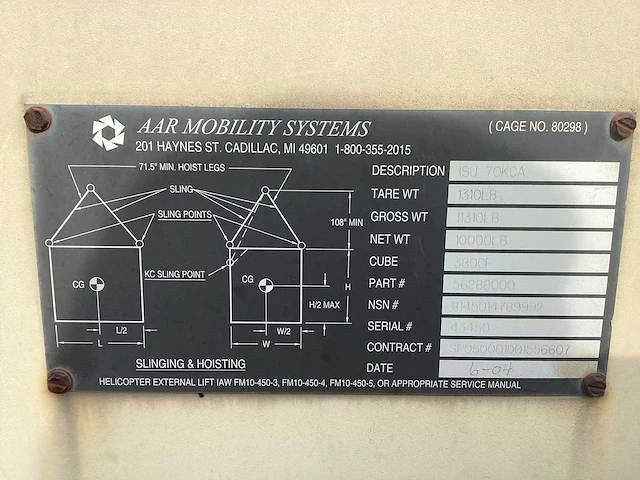 AAR MOBILITY SYSTEMS
( CAGE NO. 80298 )
201 HAYNES ST. CADILLAC, MI 49601 1-800-355-2015
71.5" MIN. HOIST LEGS
SLING
SLING POINTS
108" MIN
KC SLING POINT
CG
CG
H
H/2 MAX
L/2
W/2
L
W
SLINGING & HOISTING
DESCRIPTION ISU 70KCA
TARE WT 1310LB
GROSS WT 11310LB
NET WT 10000LB
CUBE 380CF
PART # 56288000
NSN #
SERIAL # 43450
CONTRACT #
DATE 6-04
HELICOPTER EXTERNAL LIFT IAW FM10-450-3, FM10-450-4, FM10-450-5, OR APPROPRIATE SERVICE MANUAL